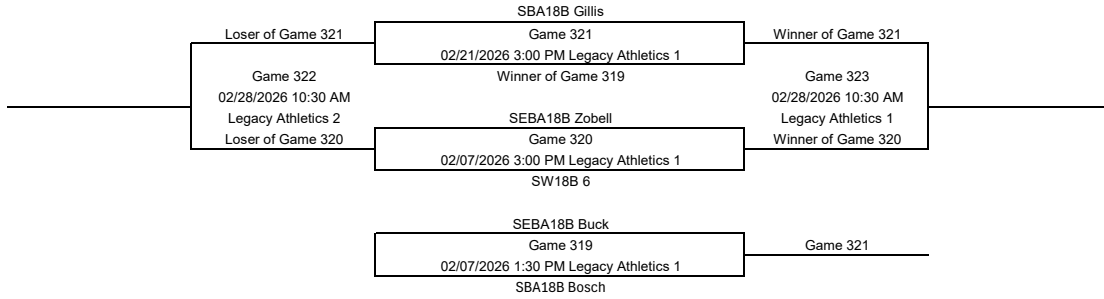 SBA18B Gillis
Loser of Game 321
Game 321
Winner of Game 321
02/21/2026 3:00 PM Legacy Athletics 1
Game 322
Winner of Game 319
Game 323
02/28/2026 10:30 AM
02/28/2026 10:30 AM
Legacy Athletics 2
SEBA18B Zobell
Legacy Athletics 1
Loser of Game 320
Game 320
Winner of Game 320
02/07/2026 3:00 PM Legacy Athletics 1
SW18B 6
SEBA18B Buck
Game 319
Game 321
02/07/2026 1:30 PM Legacy Athletics 1
SBA18B Bosch